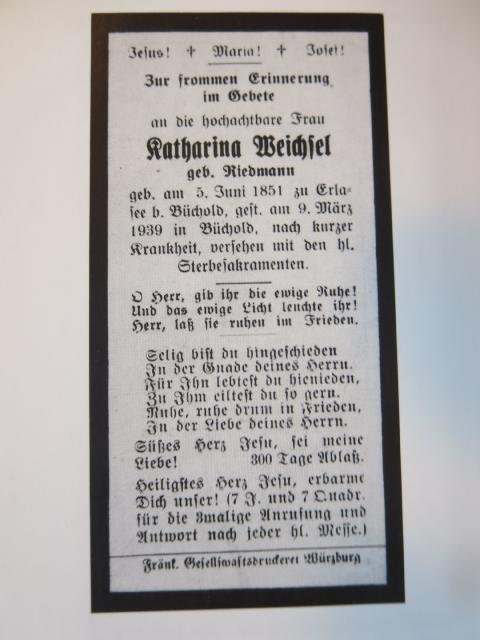 Jesus! ✝ Maria! ✝ Josef!
Zur frommen Erinnerung
im Gebete
an die hochachtbare Frau
Katharina Weichsel
geb. Riedmann
geb. am 5. Juni 1851 zu Erla-
see b. Büchold, gest. am 9. März
1939 in Büchold, nach kurzer
Krankheit, versehen mit den hl.
Sterbesakramenten.
O Herr, gib ihr die ewige Ruhe!
Und das ewige Licht leuchte ihr!
Herr, laß sie ruhen im Frieden.
Selig bist du hingeschieden
In der Gnade deines Herrn.
Für Ihn lebtest du hienieden,
Zu Ihm eiltest du so gern.
Ruhe, ruhe drum in Frieden,
In der Liebe deines Herrn.
Süßes Herz Jesu, sei meine
Liebe! 300 Tage Ablaß.
Heiligstes Herz Jesu, erbarme
Dich unser! (7 J. und 7 Quadr.
für die 3malige Anrufung und
Antwort nach jeder hl. Messe.)
Fränk. Gesellschaftsdruckerei Würzburg